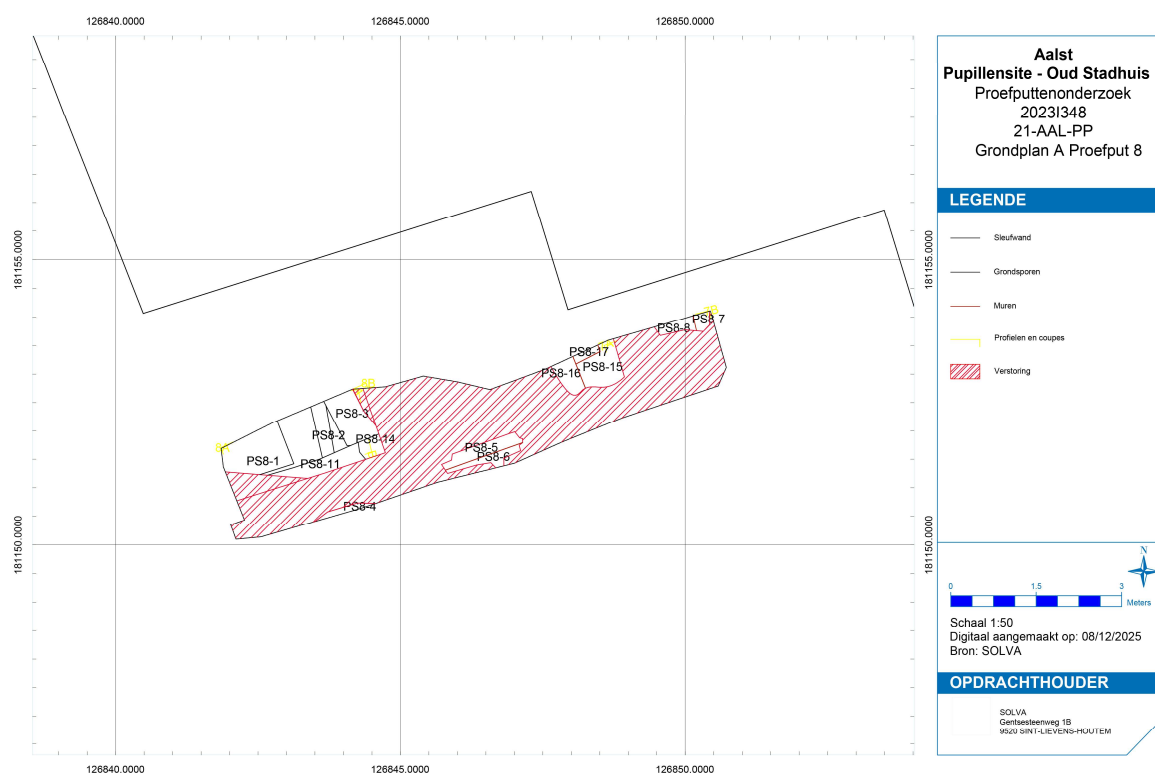 126840.0000
126845.0000
126850.0000
181155.0000
181155.0000
181150.0000
181150.0000
126840.0000
126845.0000
126850.0000
PS8-7
PS8-8
PS8-17
PS8-15
PS8-16
8B
PS8-3
PS8-2
PS8-14
8A
PS8-1
PS8-11
PS8-5
PS8-6
PS8-4
Aalst
Pupillensite - Oud Stadhuis
Proefputtenonderzoek
2023I348
21-AAL-PP
Grondplan A Proefput 8
LEGENDE
Sleufwand
Grondsporen
Muren
Profielen en coupes
Verstoring
N
0 1.5 3
Meters
Schaal 1:50
Digitaal aangemaakt op: 08/12/2025
Bron: SOLVA
OPDRACHTHOUDER
SOLVA
Gentsesteenweg 1B
9520 SINT-LIEVENS-HOUTEM